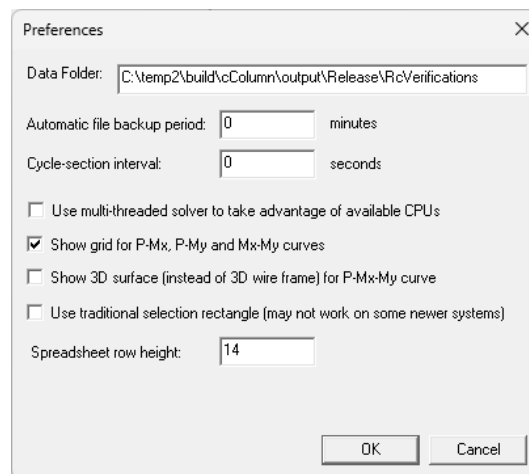 Preferences
Data Folder: C:\temp2\build\cColumn\output\Release\RcVerifications
Automatic file backup period: 0 minutes
Cycle-section interval: 0 seconds
Use multi-threaded solver to take advantage of available CPUs
Show grid for P-Mx, P-My and Mx-My curves
Show 3D surface (instead of 3D wire frame) for P-Mx-My curve
Use traditional selection rectangle (may not work on some newer systems)
Spreadsheet row height: 14
OK Cancel